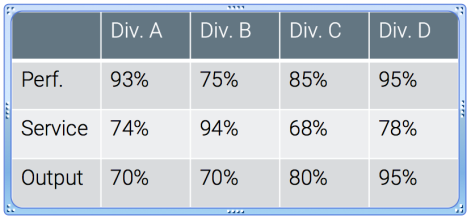 Div. A Div. B Div. C Div. D
Perf. 93% 75% 85% 95%
Service 74% 94% 68% 78%
Output 70% 70% 80% 95%